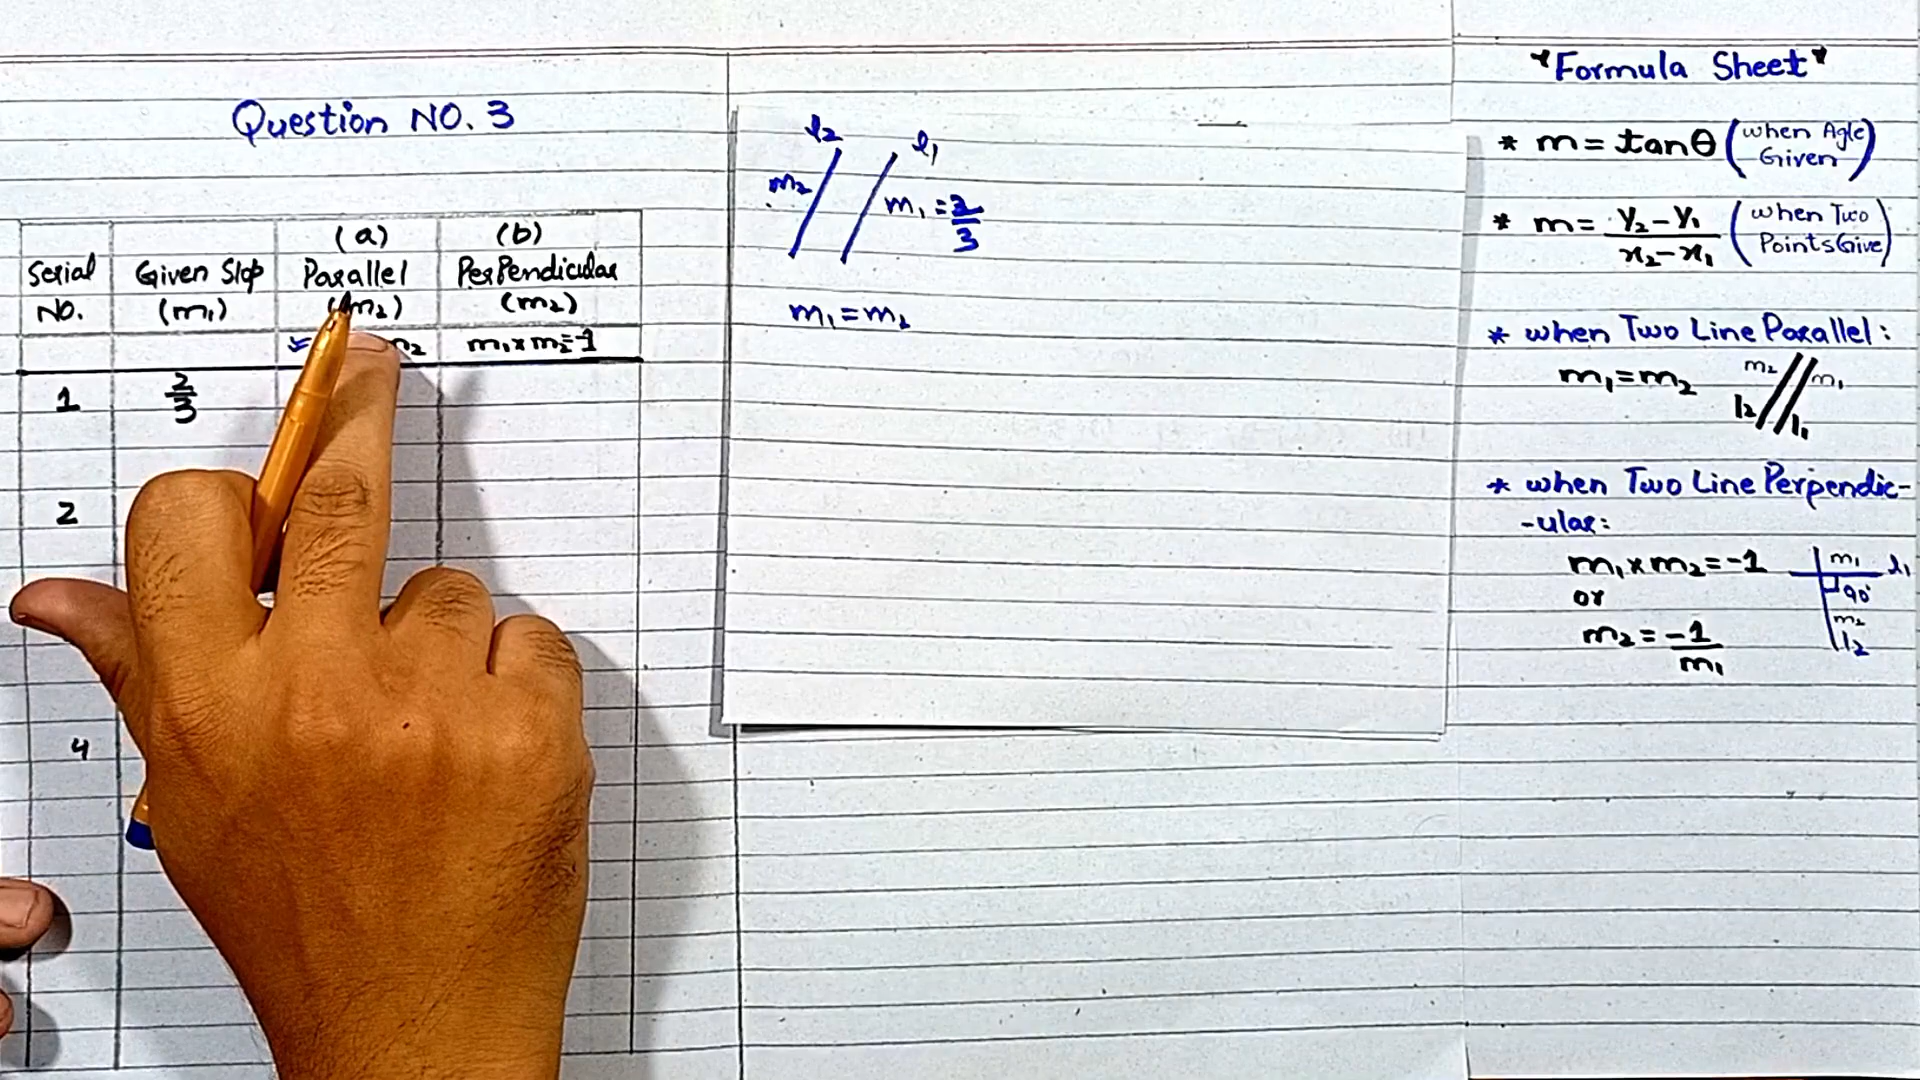 Question NO. 3
Serial NO.
Given Slop (m₁)
(a) Parallel (m₂)
(b) Perpendicular (m₂)
m₁×m₂=-1
1
2/3
2
4
l₂
l₁
m₂
m₁ = 2/3
m₁ = m₂
"Formula Sheet"
* m = tanθ (when Agle Given)
* m = y₂-y₁/x₂-x₁ (when Two Points Give)
* when Two Line Parallel:
m₁ = m₂
m₂
m₁
l₂
l₁
* when Two Line Perpendic-
-ular:
m₁×m₂ = -1
or
m₂ = -1/m₁
m₁
l₁
90°
m₂
l₂